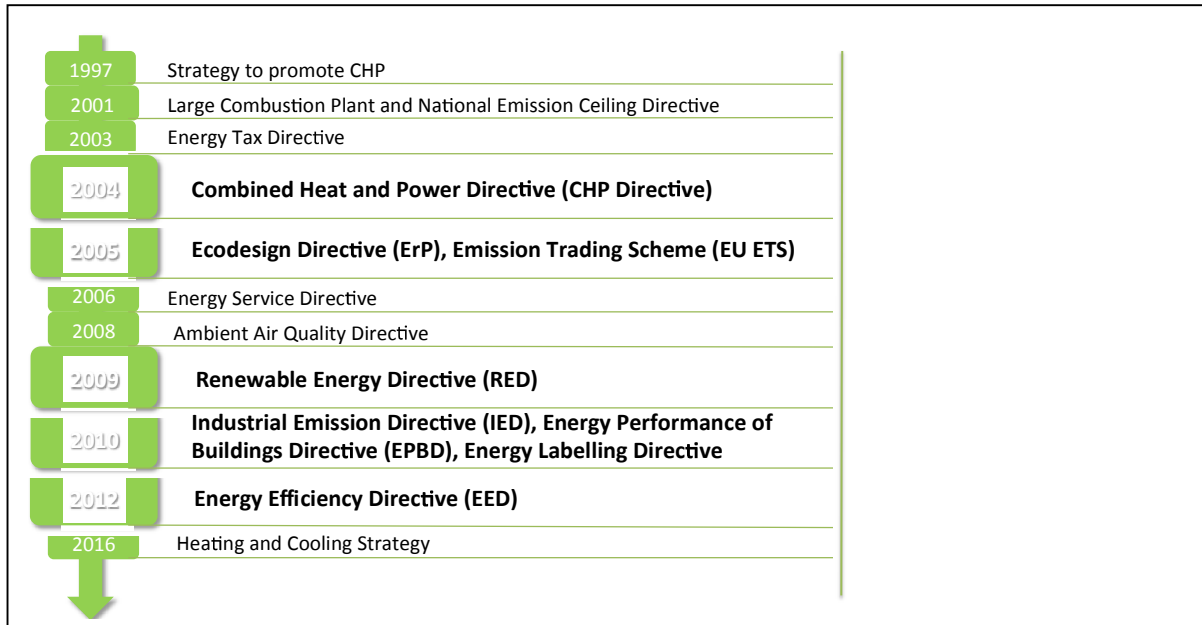 1997 Strategy to promote CHP
2001 Large Combustion Plant and National Emission Ceiling Directive
2003 Energy Tax Directive
2004 Combined Heat and Power Directive (CHP Directive)
2005 Ecodesign Directive (ErP), Emission Trading Scheme (EU ETS)
2006 Energy Service Directive
2008 Ambient Air Quality Directive
2009 Renewable Energy Directive (RED)
2010 Industrial Emission Directive (IED), Energy Performance of
Buildings Directive (EPBD), Energy Labelling Directive
2012 Energy Efficiency Directive (EED)
2016 Heating and Cooling Strategy